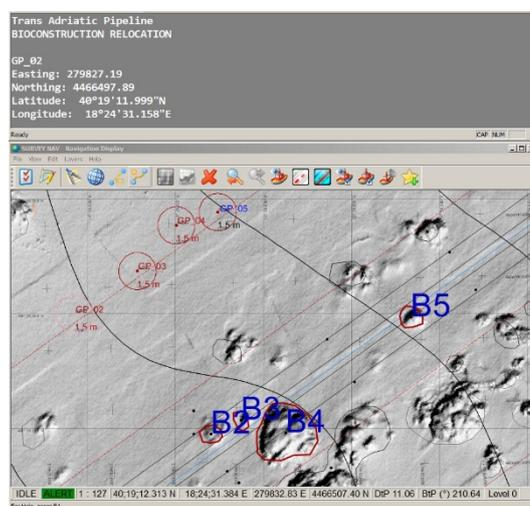 Trans Adriatic Pipeline
BIOCONSTRUCTION RELOCATION
GP_02
Easting: 279827.19
Northing: 4466497.89
Latitude: 40°19'11.999"N
Longitude: 18°24'31.158"E
Ready
CAP NUM
SURVEY NAV - Navigation Display
File View Edit Layers Help
GP_05
GP_04
1.5 m
1.5 m
GP_03
1.5 m
GP_02
1.5 m
B5
B3
B2
B4
IDLE ALERT 1 : 127 40;19;12.313 N 18;24;31.384 E 279832.83 E 4466507.40 N DtP 11.06 BtP (°) 210.64 Level 0